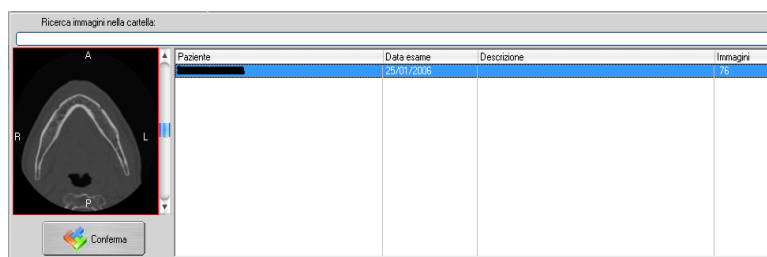 Ricerca immagini nella cartella:
A
R L
P
Paziente Data esame Descrizione Immagini
25/01/2006 76
Conferma